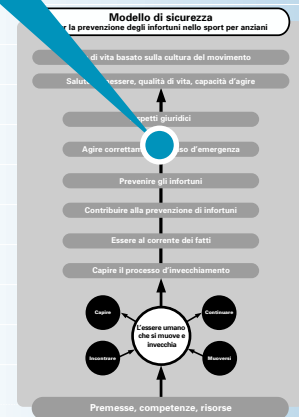 Modello di sicurezza
per la prevenzione degli infortuni nello sport per anziani
di vita basato sulla cultura del movimento
Salute, benessere, qualità di vita, capacità d'agire
Aspetti giuridici
Agire correttamente in caso d'emergenza
Prevenire gli infortuni
Contribuire alla prevenzione di infortuni
Essere al corrente dei fatti
Capire il processo d'invecchiamento
Capire
Continuare
L'essere umano
che si muove e
invecchia
Incontrare
Muoversi
Premesse, competenze, risorse